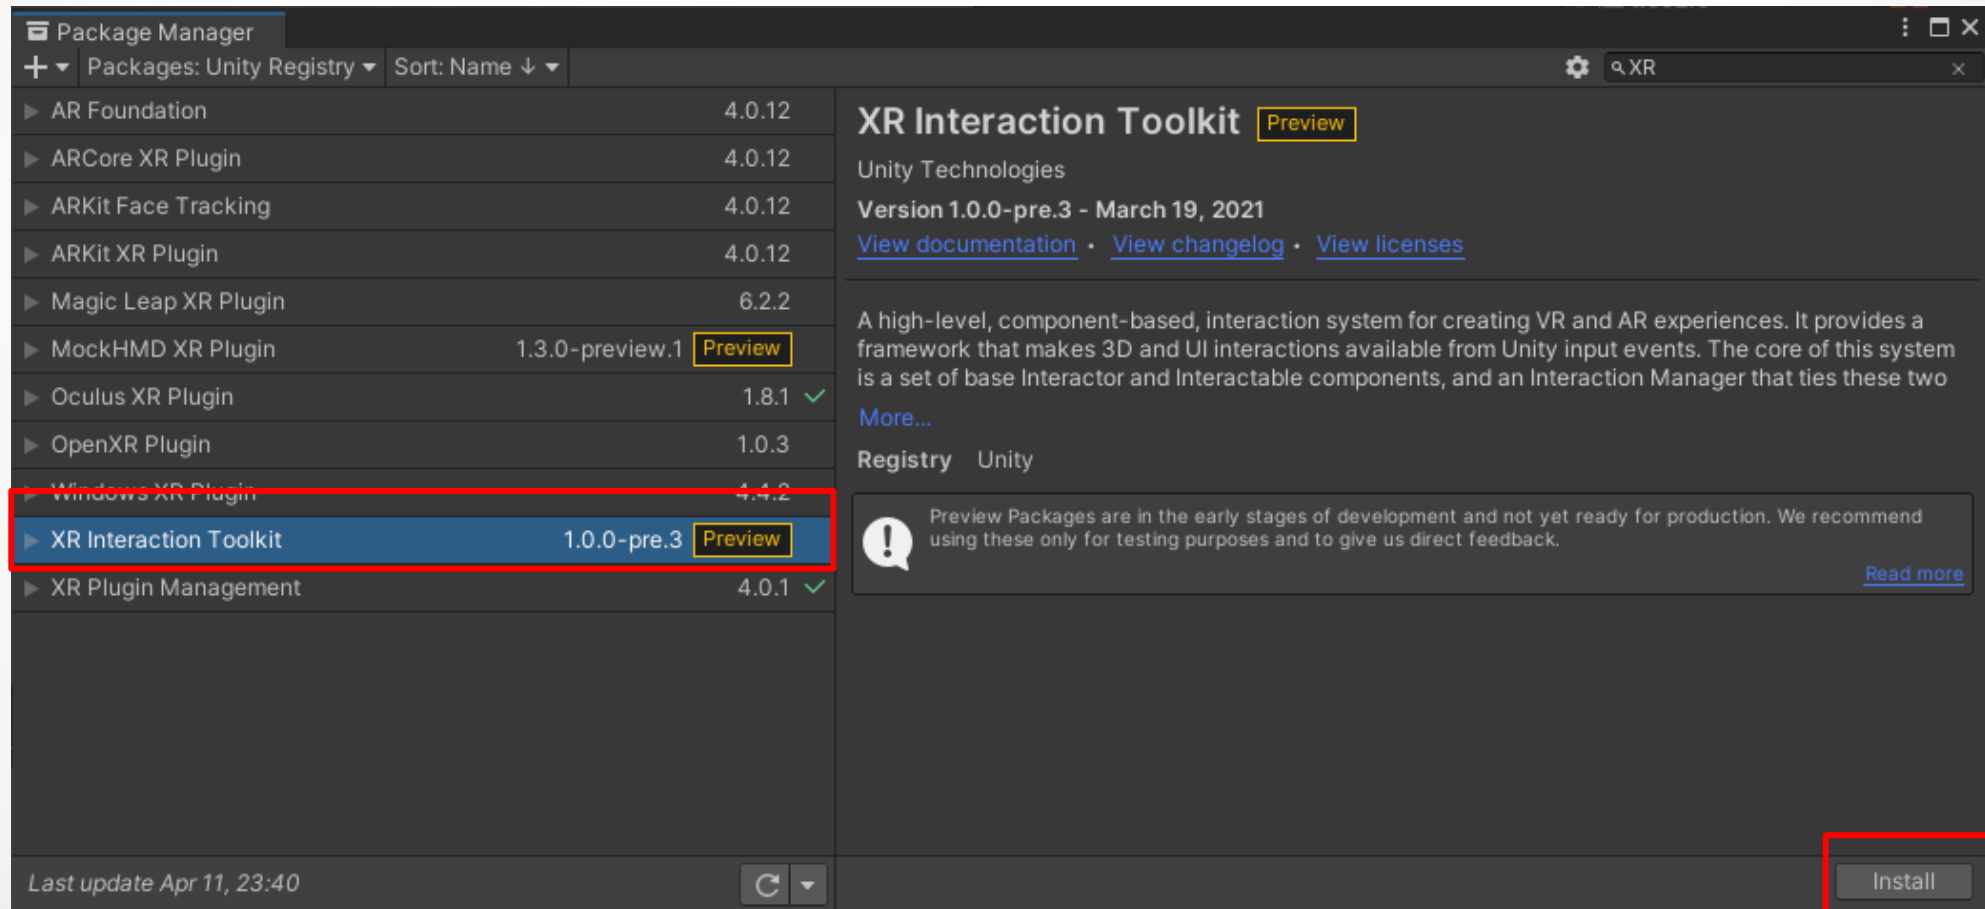 Package Manager
Packages: Unity Registry
Sort: Name ↓
XR
AR Foundation 4.0.12
ARCore XR Plugin 4.0.12
ARKit Face Tracking 4.0.12
ARKit XR Plugin 4.0.12
Magic Leap XR Plugin 6.2.2
MockHMD XR Plugin 1.3.0-preview.1 Preview
Oculus XR Plugin 1.8.1
OpenXR Plugin 1.0.3
Windows XR Plugin 4.4.2
XR Interaction Toolkit 1.0.0-pre.3 Preview
XR Plugin Management 4.0.1
Last update Apr 11, 23:40
XR Interaction Toolkit Preview
Unity Technologies
Version 1.0.0-pre.3 - March 19, 2021
View documentation • View changelog • View licenses
A high-level, component-based, interaction system for creating VR and AR experiences. It provides a
framework that makes 3D and UI interactions available from Unity input events. The core of this system
is a set of base Interactor and Interactable components, and an Interaction Manager that ties these two
More...
Registry Unity
Preview Packages are in the early stages of development and not yet ready for production. We recommend
using these only for testing purposes and to give us direct feedback.
Read more
Install